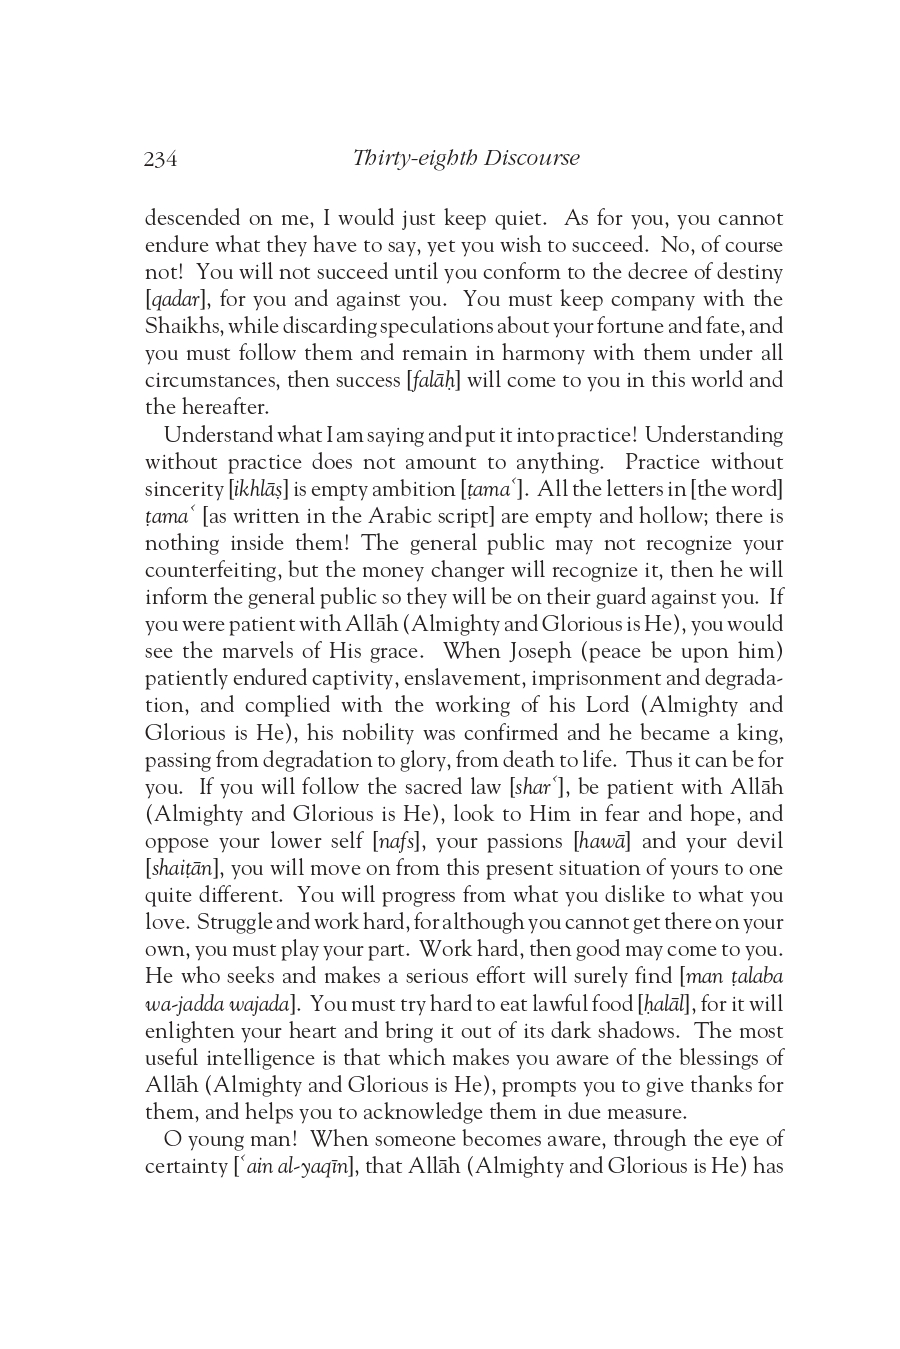 234 Thirty-eighth Discourse
descended on me, I would just keep quiet. As for you, you cannot
endure what they have to say, yet you wish to succeed. No, of course
not! You will not succeed until you conform to the decree of destiny
[qadar], for you and against you. You must keep company with the
Shaikhs, while discarding speculations about your fortune and fate, and
you must follow them and remain in harmony with them under all
circumstances, then success [falāḥ] will come to you in this world and
the hereafter.
Understand what I am saying and put it into practice! Understanding
without practice does not amount to anything. Practice without
sincerity [ikhlāṣ] is empty ambition [ṭamaʿ]. All the letters in [the word]
ṭamaʿ [as written in the Arabic script] are empty and hollow; there is
nothing inside them! The general public may not recognize your
counterfeiting, but the money changer will recognize it, then he will
inform the general public so they will be on their guard against you. If
you were patient with Allāh (Almighty and Glorious is He), you would
see the marvels of His grace. When Joseph (peace be upon him)
patiently endured captivity, enslavement, imprisonment and degrada-
tion, and complied with the working of his Lord (Almighty and
Glorious is He), his nobility was confirmed and he became a king,
passing from degradation to glory, from death to life. Thus it can be for
you. If you will follow the sacred law [sharʿ], be patient with Allāh
(Almighty and Glorious is He), look to Him in fear and hope, and
oppose your lower self [nafs], your passions [hawā] and your devil
[shaiṭān], you will move on from this present situation of yours to one
quite different. You will progress from what you dislike to what you
love. Struggle and work hard, for although you cannot get there on your
own, you must play your part. Work hard, then good may come to you.
He who seeks and makes a serious effort will surely find [man ṭalaba
wa-jadda wajada]. You must try hard to eat lawful food [ḥalāl], for it will
enlighten your heart and bring it out of its dark shadows. The most
useful intelligence is that which makes you aware of the blessings of
Allāh (Almighty and Glorious is He), prompts you to give thanks for
them, and helps you to acknowledge them in due measure.
O young man! When someone becomes aware, through the eye of
certainty [ʿain al-yaqīn], that Allāh (Almighty and Glorious is He) has